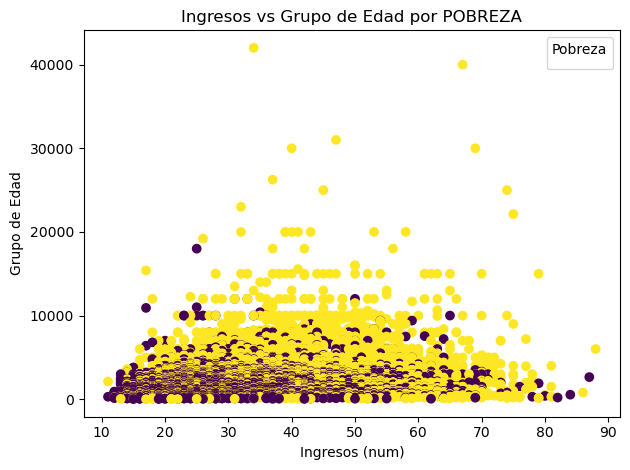 Ingresos vs Grupo de Edad por POBREZA
Pobreza
Grupo de Edad
40000
30000
20000
10000
0
10 20 30 40 50 60 70 80 90
Ingresos (num)